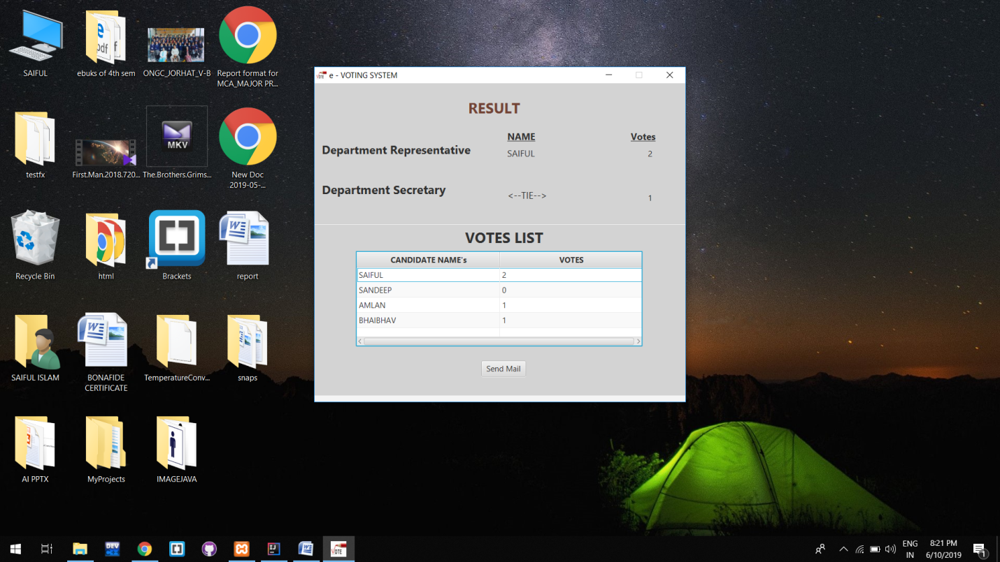 SAIFUL
ebuks of 4th sem
ONGC_JORHAT_V-B
Report format for
MCA_MAJOR PR...
testfx
First.Man.2018.720...
MKV
The.Brothers.Grims...
New Doc
2019-05-...
Recycle Bin
html
Brackets
report
SAIFUL ISLAM
BONAFIDE
CERTIFICATE
TemperatureConv...
snaps
AI PPTX
MyProjects
IMAGEJAVA
e - VOTING SYSTEM
RESULT
NAME Votes
Department Representative SAIFUL 2
Department Secretary <--TIE--> 1
VOTES LIST
CANDIDATE NAME's VOTES
SAIFUL 2
SANDEEP 0
AMLAN 1
BHAIBHAV 1
Send Mail
DEV
IJ
VOTE
ENG
IN
8:21 PM
6/10/2019
1